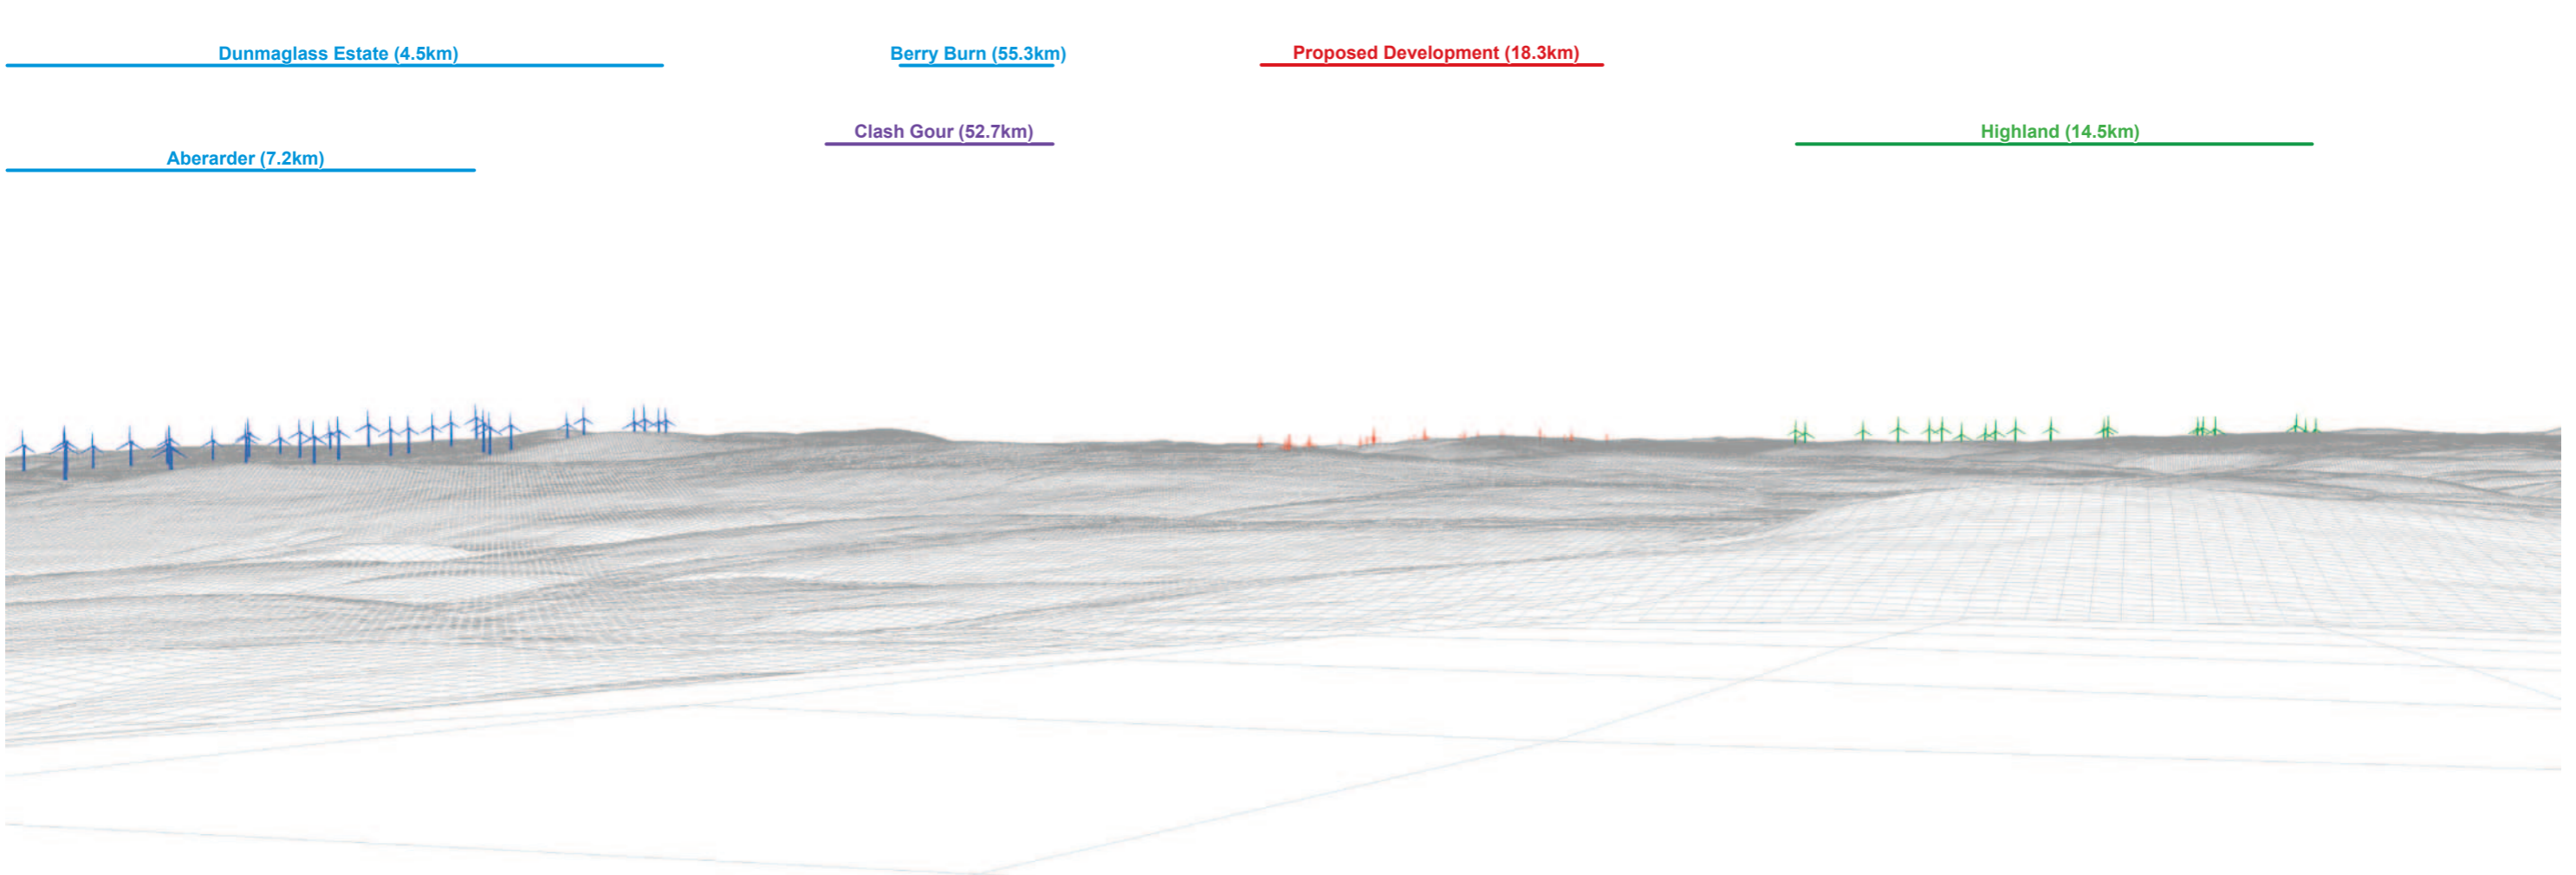 Dunmaglass Estate (4.5km)
Berry Burn (55.3km)
Proposed Development (18.3km)
Clash Gour (52.7km)
Highland (14.5km)
Aberarder (7.2km)